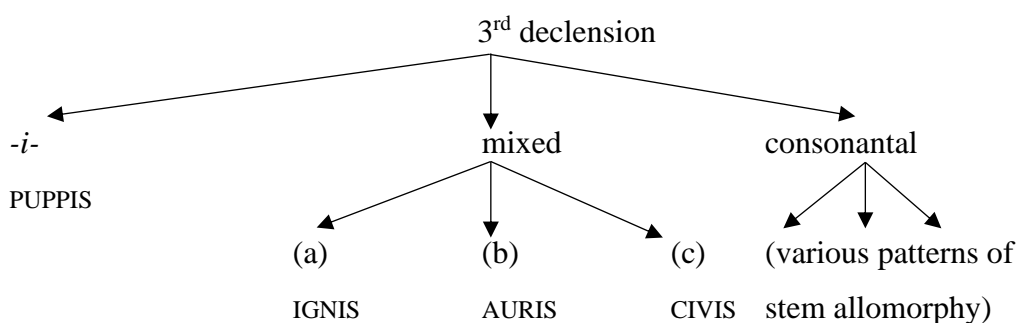 3rd declension
-i- mixed consonantal
PUPPIS
(a) (b) (c) (various patterns of
IGNIS AURIS CIVIS stem allomorphy)